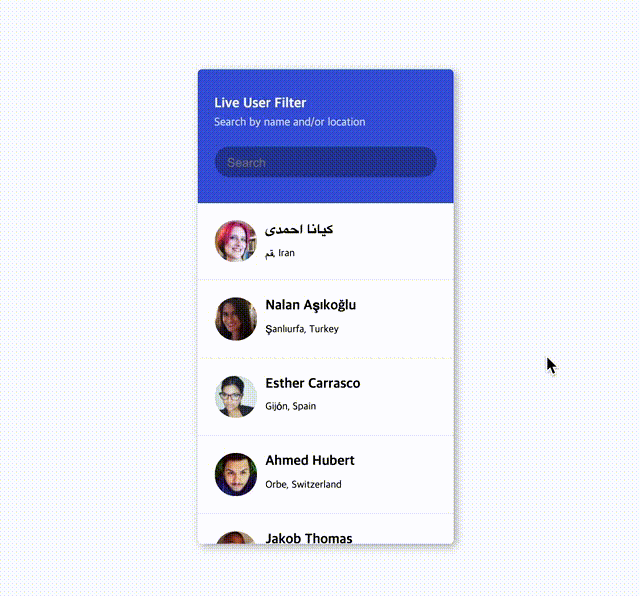 Live User Filter
Search by name and/or location
Search
کیانا احمدی
قم, Iran
Nalan Aşıkoğlu
Şanlıurfa, Turkey
Esther Carrasco
Gijón, Spain
Ahmed Hubert
Orbe, Switzerland
Jakob Thomas